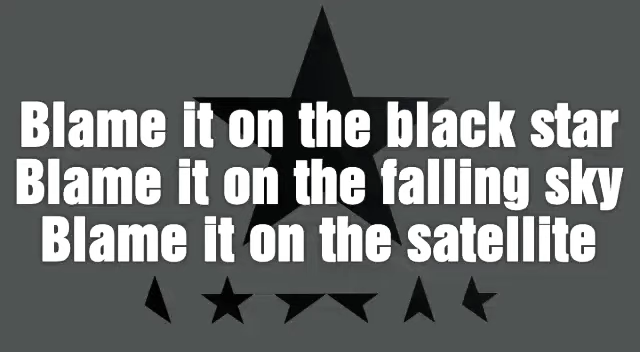 Blame it on the black star
Blame it on the falling sky
Blame it on the satellite